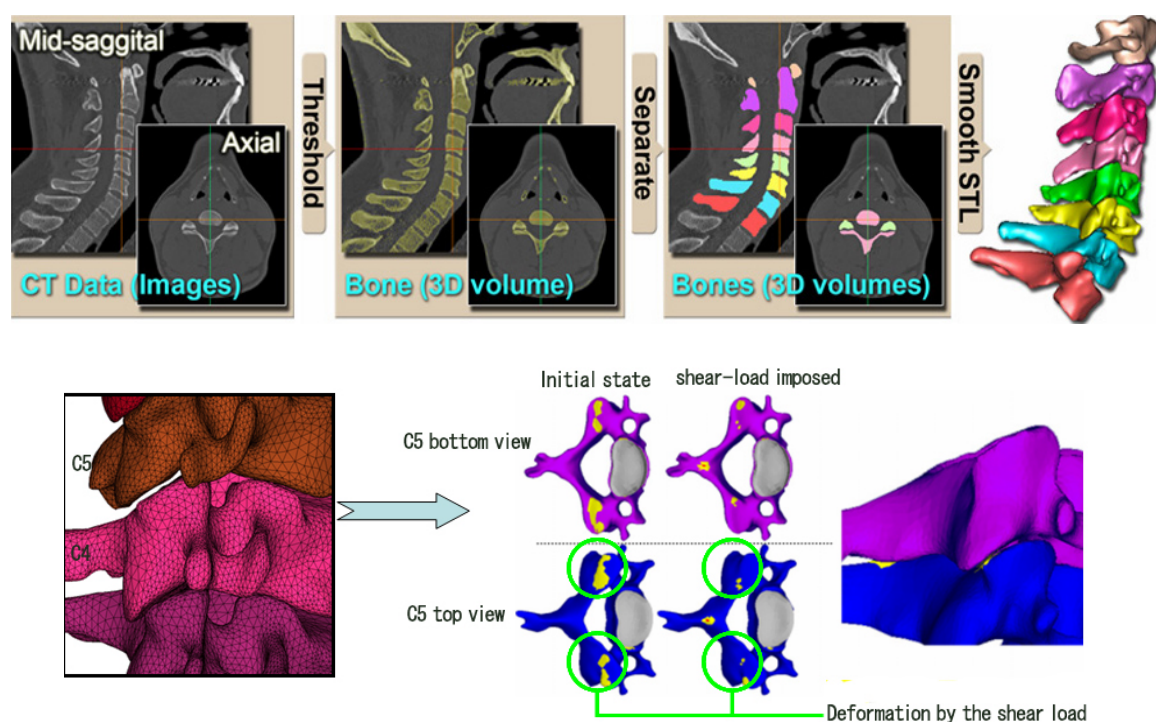 Mid-saggital
Axial
CT Data (Images)
Threshold
Bone (3D volume)
Separate
Bones (3D volumes)
Smooth STL
Initial state
shear-load imposed
C5 bottom view
C5
C4
C5 top view
Deformation by the shear load